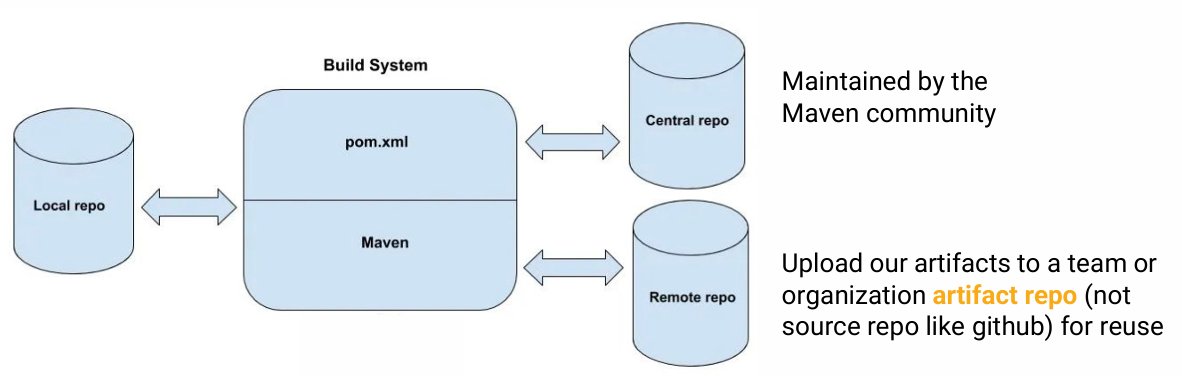 Build System
Local repo
pom.xml
Maven
Central repo
Remote repo
Maintained by the
Maven community
Upload our artifacts to a team or
organization artifact repo (not
source repo like github) for reuse